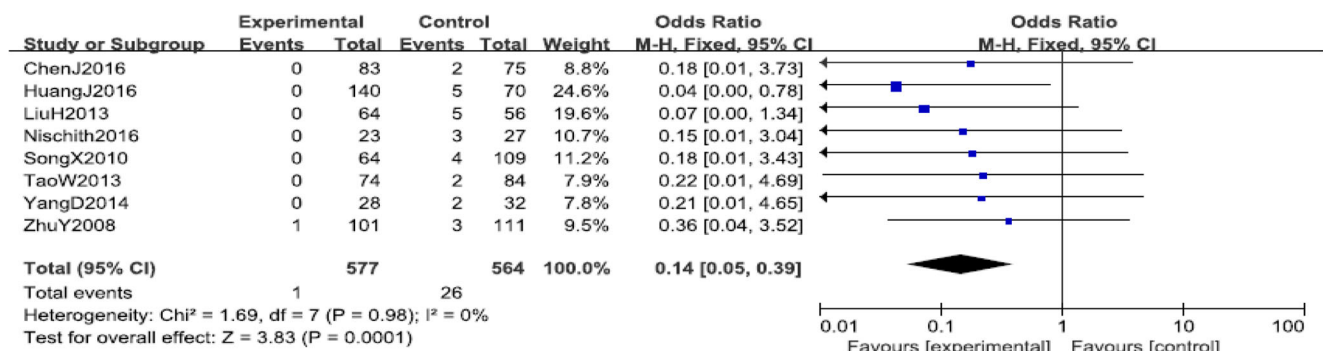 Experimental Control Odds Ratio Odds Ratio
Study or Subgroup Events Total Events Total Weight M-H, Fixed, 95% CI M-H, Fixed, 95% CI
ChenJ2016 0 83 2 75 8.8% 0.18 [0.01, 3.73]
HuangJ2016 0 140 5 70 24.6% 0.04 [0.00, 0.78]
LiuH2013 0 64 5 56 19.6% 0.07 [0.00, 1.34]
Nischith2016 0 23 3 27 10.7% 0.15 [0.01, 3.04]
SongX2010 0 64 4 109 11.2% 0.18 [0.01, 3.43]
TaoW2013 0 74 2 84 7.9% 0.22 [0.01, 4.69]
YangD2014 0 28 2 32 7.8% 0.21 [0.01, 4.65]
ZhuY2008 1 101 3 111 9.5% 0.36 [0.04, 3.52]
Total (95% CI) 577 564 100.0% 0.14 [0.05, 0.39]
Total events 1 26
Heterogeneity: Chi² = 1.69, df = 7 (P = 0.98); I² = 0%
Test for overall effect: Z = 3.83 (P = 0.0001)
0.01 0.1 1 10 100
Favours [experimental] Favours [control]